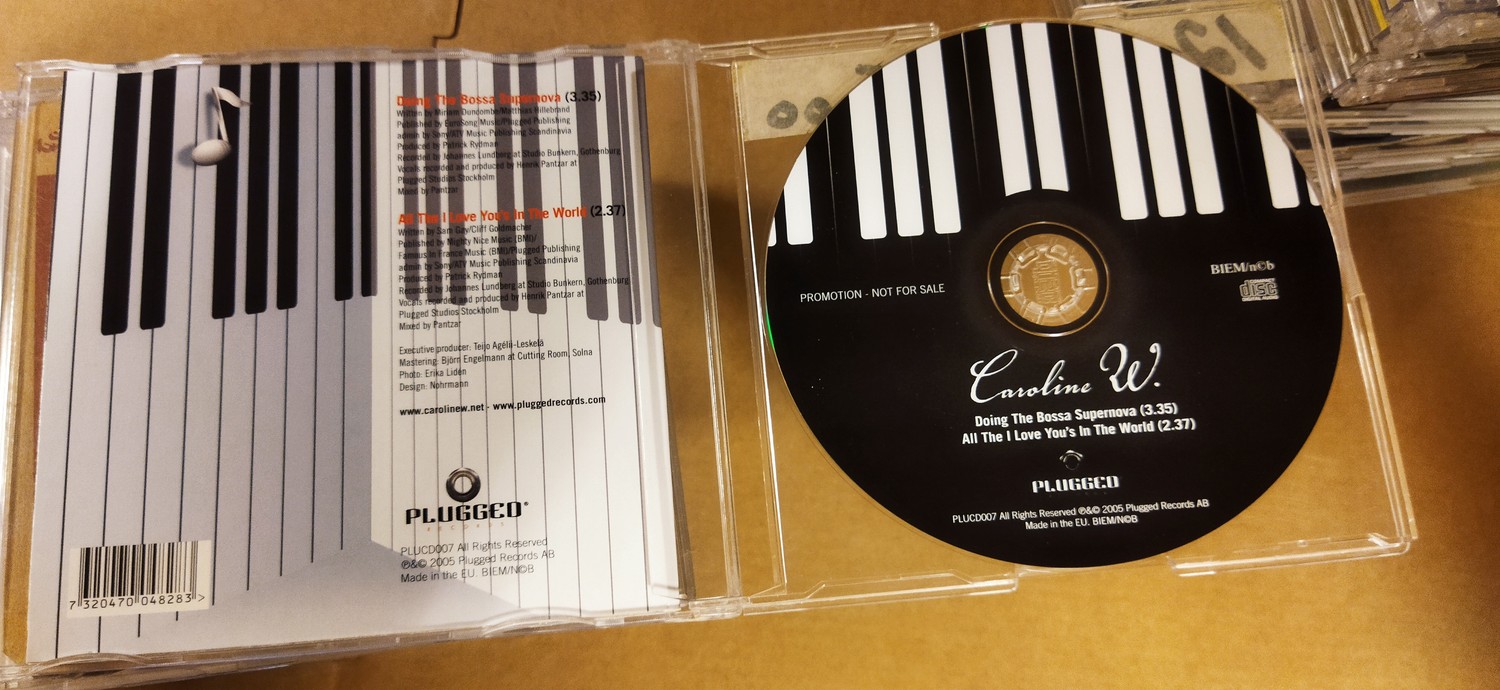 Doing The Bossa Supernova (3.35)
Written by Miriam Duncombe/Matthias Hillebrand
Published by EuroSong Music/Plugged Publishing
admin by Sony/ATV Music Publishing Scandinavia
Produced by Patrick Rydman
Recorded by Johannes Lundberg at Studio Bunkern, Gothenburg
Vocals recorded and produced by Henrik Pantzar at
Plugged Studios Stockholm
Mixed by Pantzar
All The I Love You's In The World (2.37)
Written by Sam Gay/Cliff Goldmacher
Published by Mighty Nice Music (BMI)/
Famous in France Music (BMI)/Plugged Publishing
admin by Sony/ATV Music Publishing Scandinavia
Produced by Patrick Rydman
Recorded by Johannes Lundberg at Studio Bunkern, Gothenburg
Vocals recorded and produced by Henrik Pantzar at
Plugged Studios Stockholm
Mixed by Pantzar
Executive producer: Teijo Agélii-Leskelä
Mastering: Björn Engelmann at Cutting Room, Solna
Photo: Erika Lidén
Design: Nohrmann
www.carolinew.net - www.pluggedrecords.com
PLUGGED®
RECORDS
PLUCD007 All Rights Reserved
℗&© 2005 Plugged Records AB
Made in the EU. BIEM/N©B
7 320470 048283 >
PROMOTION - NOT FOR SALE
BIEM/n©b
COMPACT disc
DIGITAL AUDIO
Caroline W.
Doing The Bossa Supernova (3.35)
All The I Love You's In The World (2.37)
PLUGGED
PLUCD007 All Rights Reserved ℗&© 2005 Plugged Records AB
Made in the EU. BIEM/N©B